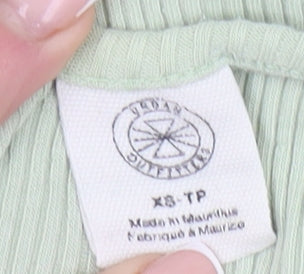 URBAN
OUTFITTERS
XS-TP
Made in Mauritius
Fabriqué à Maurice